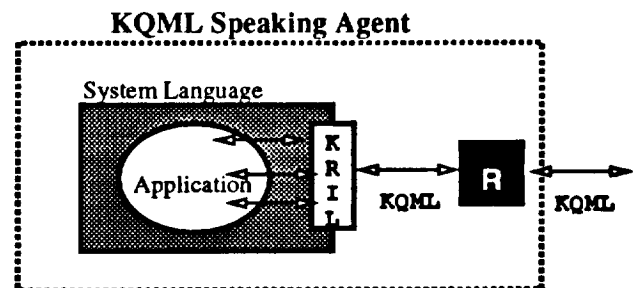 KQML Speaking Agent
System Language
Application
K
R
I
L
KQML
R
KQML